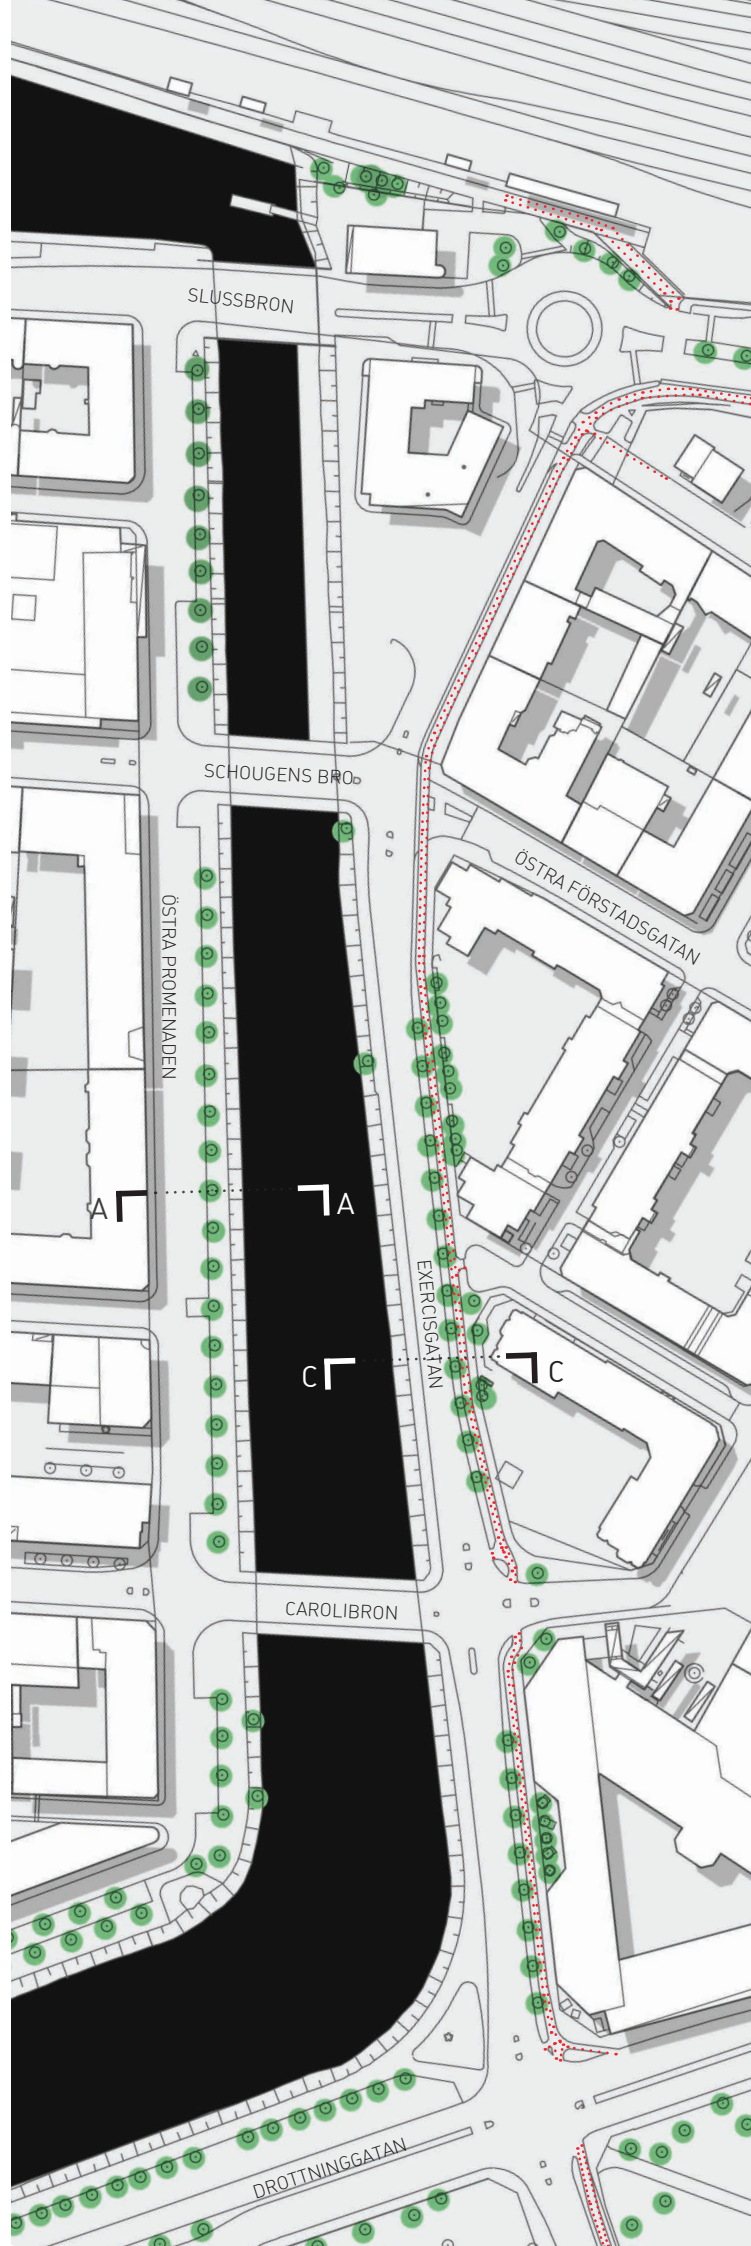 SLUSSBRON
SCHOUGENS BRO
ÖSTRA FÖRSTADSGATAN
ÖSTRA PROMENADEN
A
A
EXERCISGATAN
C
C
CAROLIBRON
DROTTNINGGATAN